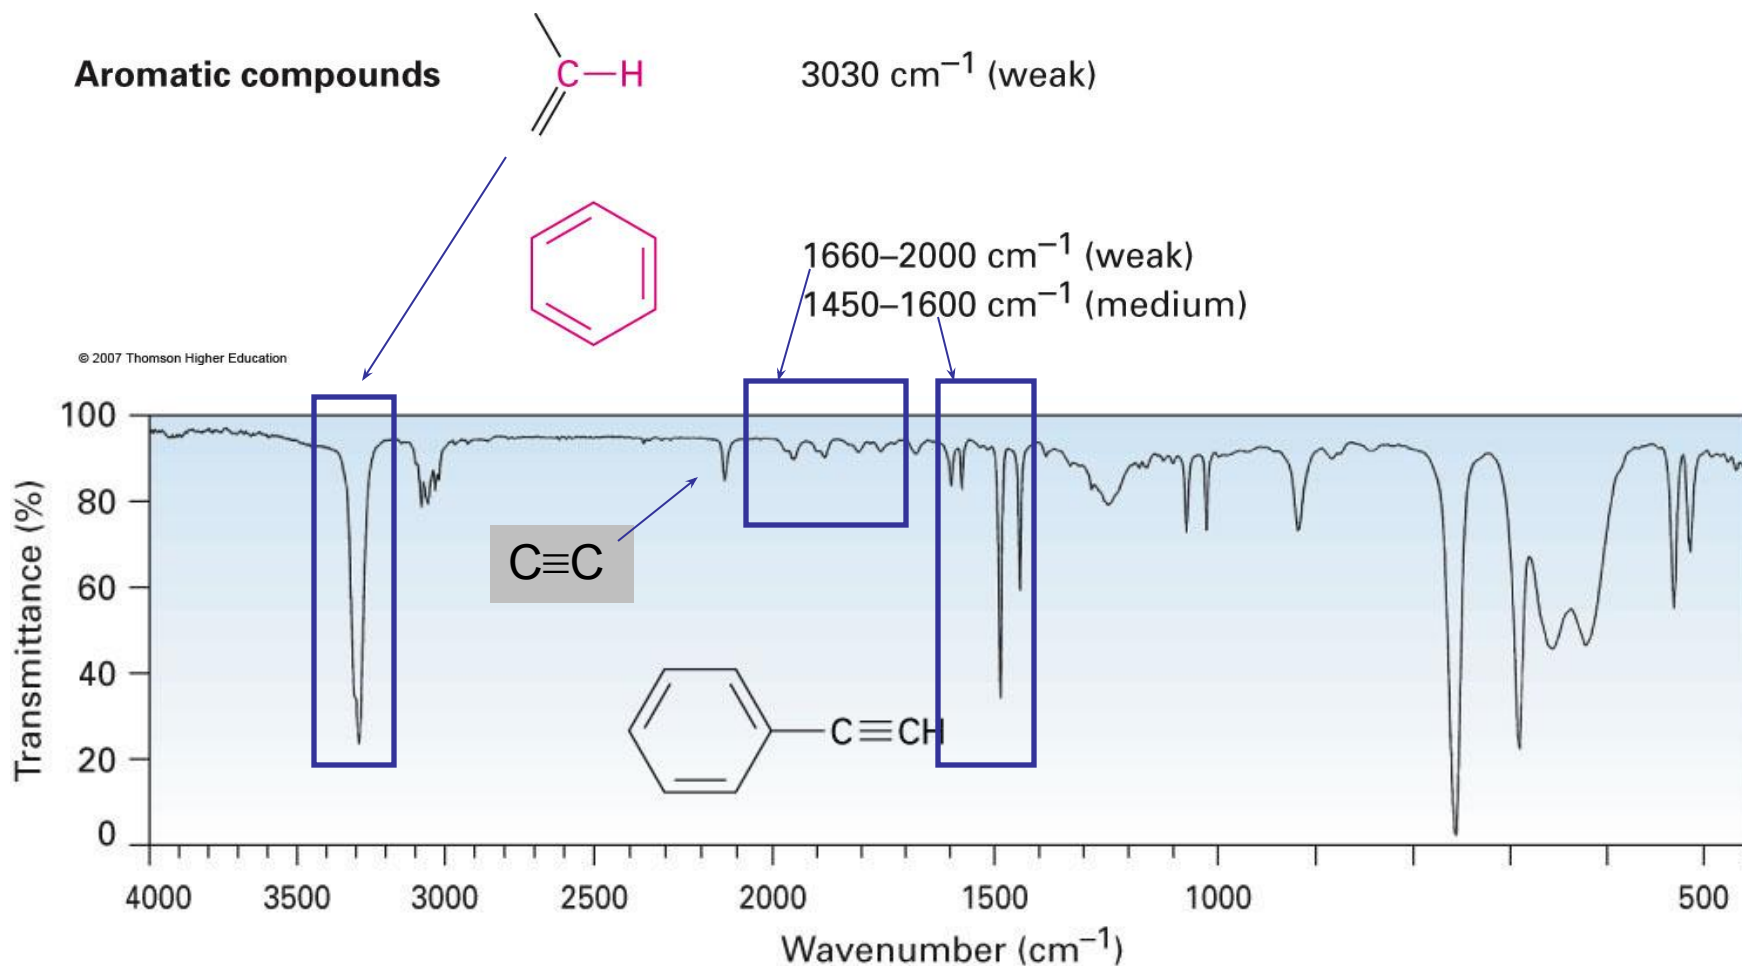 Aromatic compounds
C—H
3030 cm⁻¹ (weak)
1660–2000 cm⁻¹ (weak)
1450–1600 cm⁻¹ (medium)
© 2007 Thomson Higher Education
100
80
60
40
20
0
Transmittance (%)
C≡C
C≡CH
4000 3500 3000 2500 2000 1500 1000 500
Wavenumber (cm⁻¹)